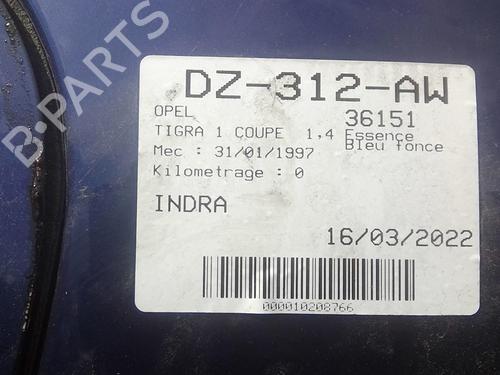 B-PARTS
DZ-312-AW
OPEL 36151
TIGRA 1 COUPE 1,4 Essence
Mec : 31/01/1997 Bleu fonce
Kilometrage : 0
INDRA
16/03/2022
000010208766